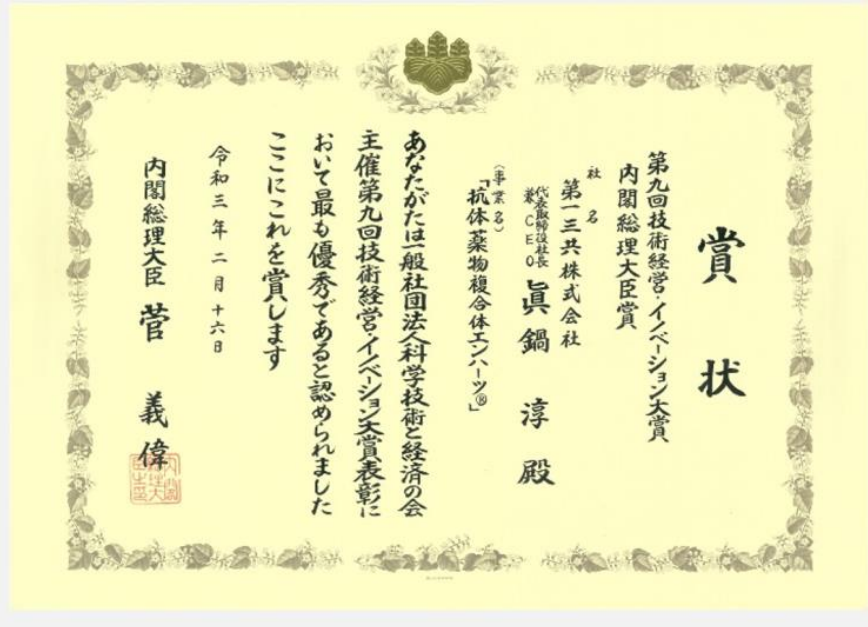 賞状
第九回技術経営・イノベーション大賞
内閣総理大臣賞
社名
第一三共株式会社
代表取締役社長
兼CEO
眞鍋淳殿
(事業名)
「抗体薬物複合体エンハーツ®」
あなたがたは一般社団法人科学技術と経済の会
主催第九回技術経営・イノベーション大賞表彰に
おいて最も優秀であると認められました
ここにこれを賞します
令和三年二月十六日
内閣総理大臣 菅 義偉